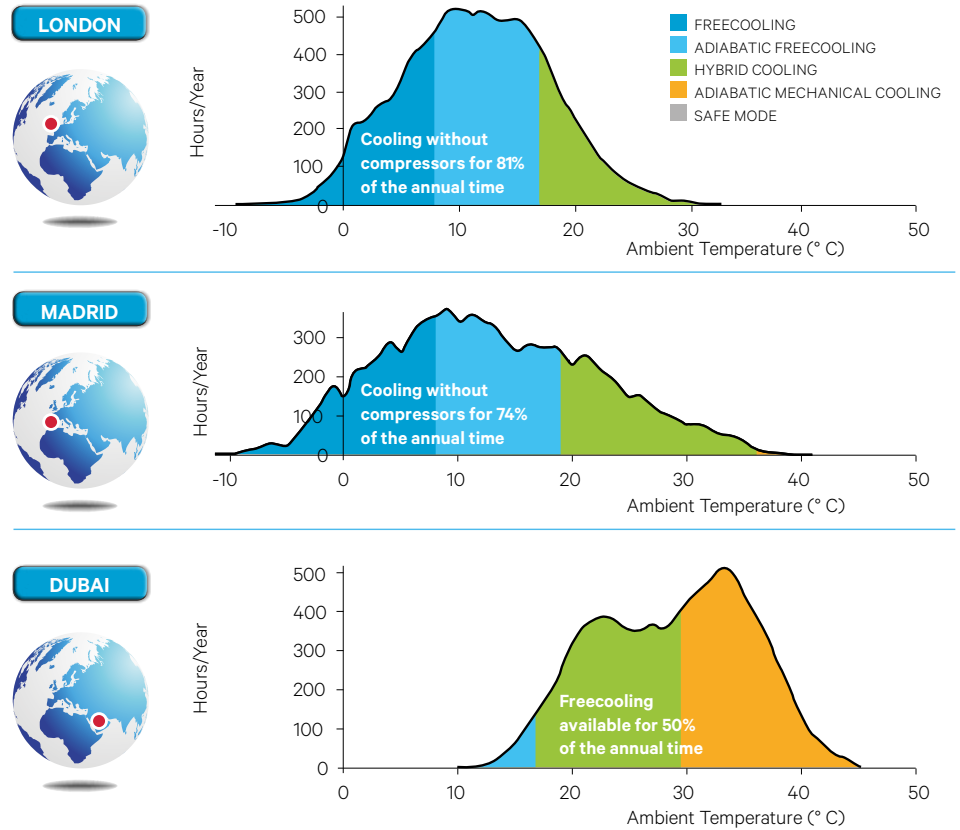 LONDON
FREECOOLING
ADIABATIC FREECOOLING
HYBRID COOLING
ADIABATIC MECHANICAL COOLING
SAFE MODE
Hours/Year
500
400
300
200
100
0
Cooling without
compressors for 81%
of the annual time
-10 0 10 20 30 40 50
Ambient Temperature (° C)
MADRID
Hours/Year
300
200
100
0
Cooling without
compressors for 74%
of the annual time
-10 0 10 20 30 40 50
Ambient Temperature (° C)
DUBAI
Hours/Year
500
400
300
200
100
0
Freecooling
available for 50%
of the annual time
0 10 20 30 40 50
Ambient Temperature (° C)